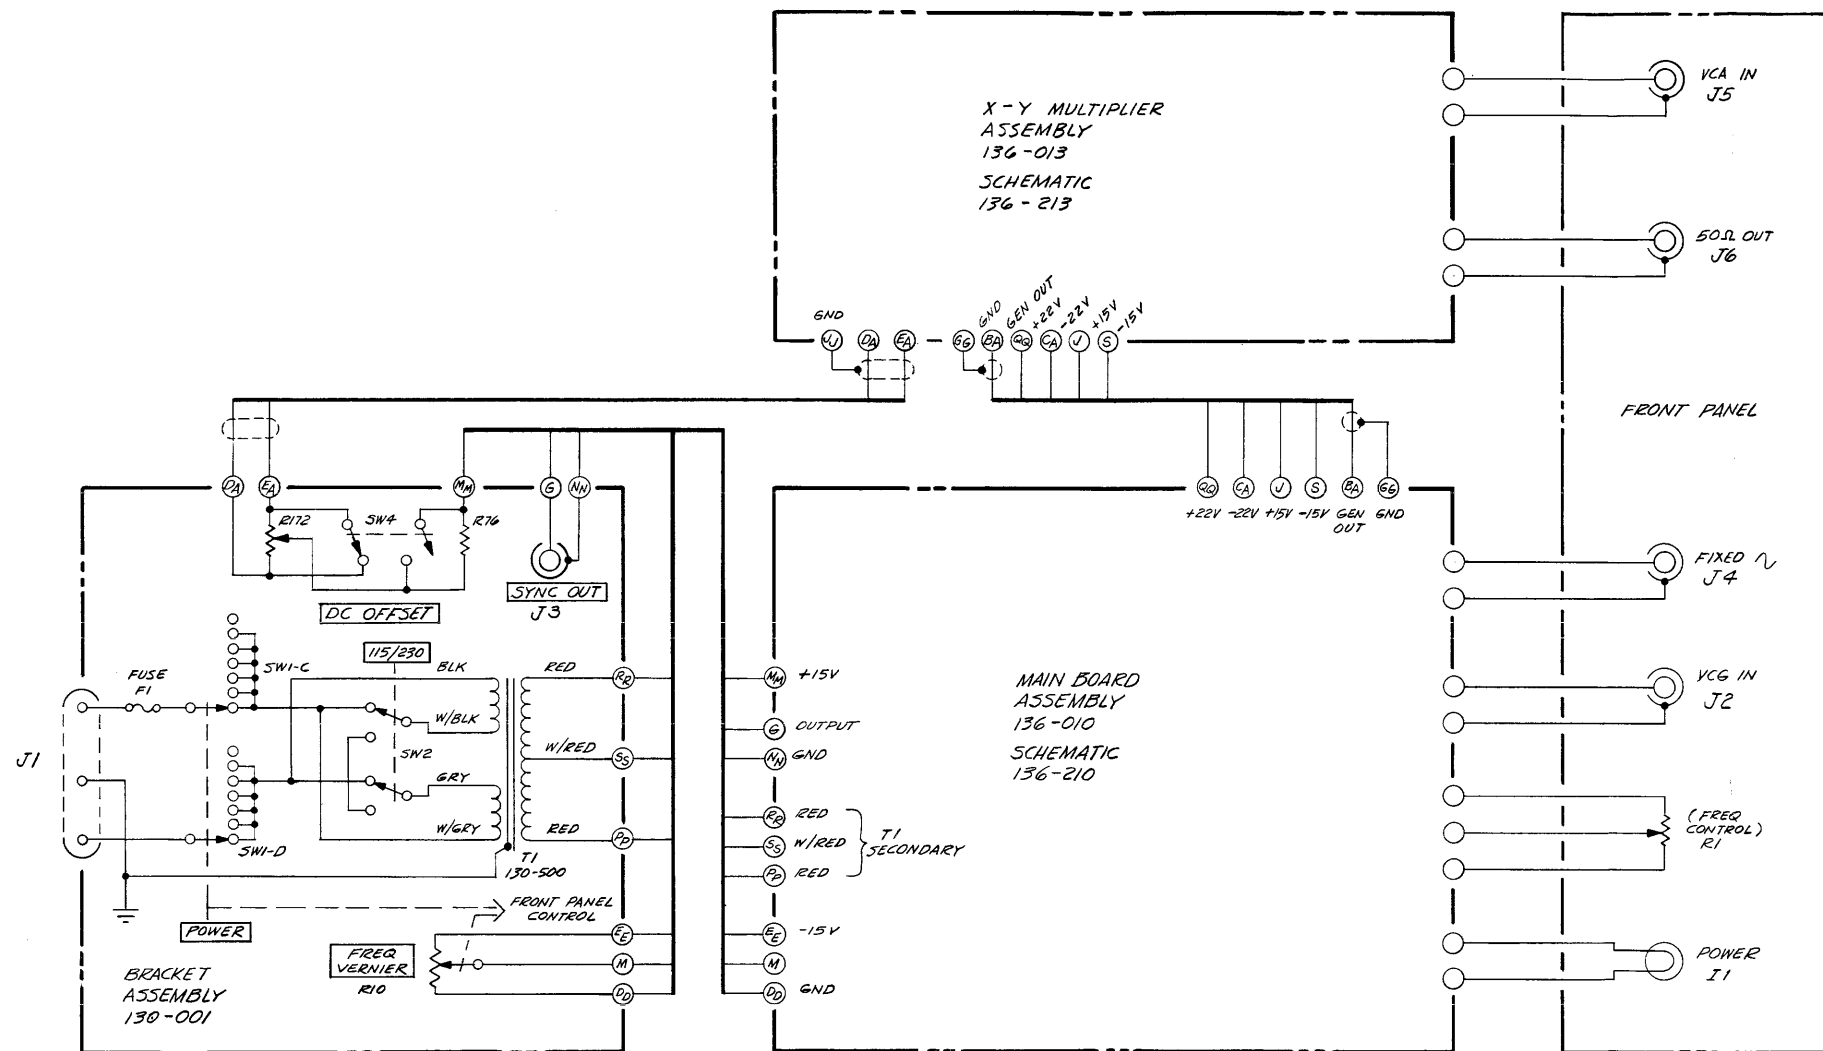 X-Y MULTIPLIER
ASSEMBLY
136-013
SCHEMATIC
136-213
VCA IN
J5
50Ω OUT
J6
GND
GND
GEN OUT
+22V
-22V
+15V
-15V
JJ
DA
EA
GG
BA
QQ
CA
J
S
FRONT PANEL
DA
EA
MM
G
NN
R172
SW4
R76
SYNC OUT
J3
DC OFFSET
QQ
CA
J
S
BA
GG
+22V
-22V
+15V
-15V
GEN
OUT
GND
FIXED ∿
J4
VCG IN
J2
(FREQ
CONTROL)
R1
POWER
I1
115/230
SW1-C
FUSE
F1
BLK
W/BLK
RED
RR
W/RED
SS
SW2
GRY
W/GRY
RED
PP
J1
SW1-D
T1
130-500
FRONT PANEL
CONTROL
POWER
FREQ
VERNIER
R10
EE
M
DD
BRACKET
ASSEMBLY
130-001
MM
+15V
G
OUTPUT
NN
GND
RR
RED
SS
W/RED
PP
RED
T1
SECONDARY
EE
-15V
M
DD
GND
MAIN BOARD
ASSEMBLY
136-010
SCHEMATIC
136-210